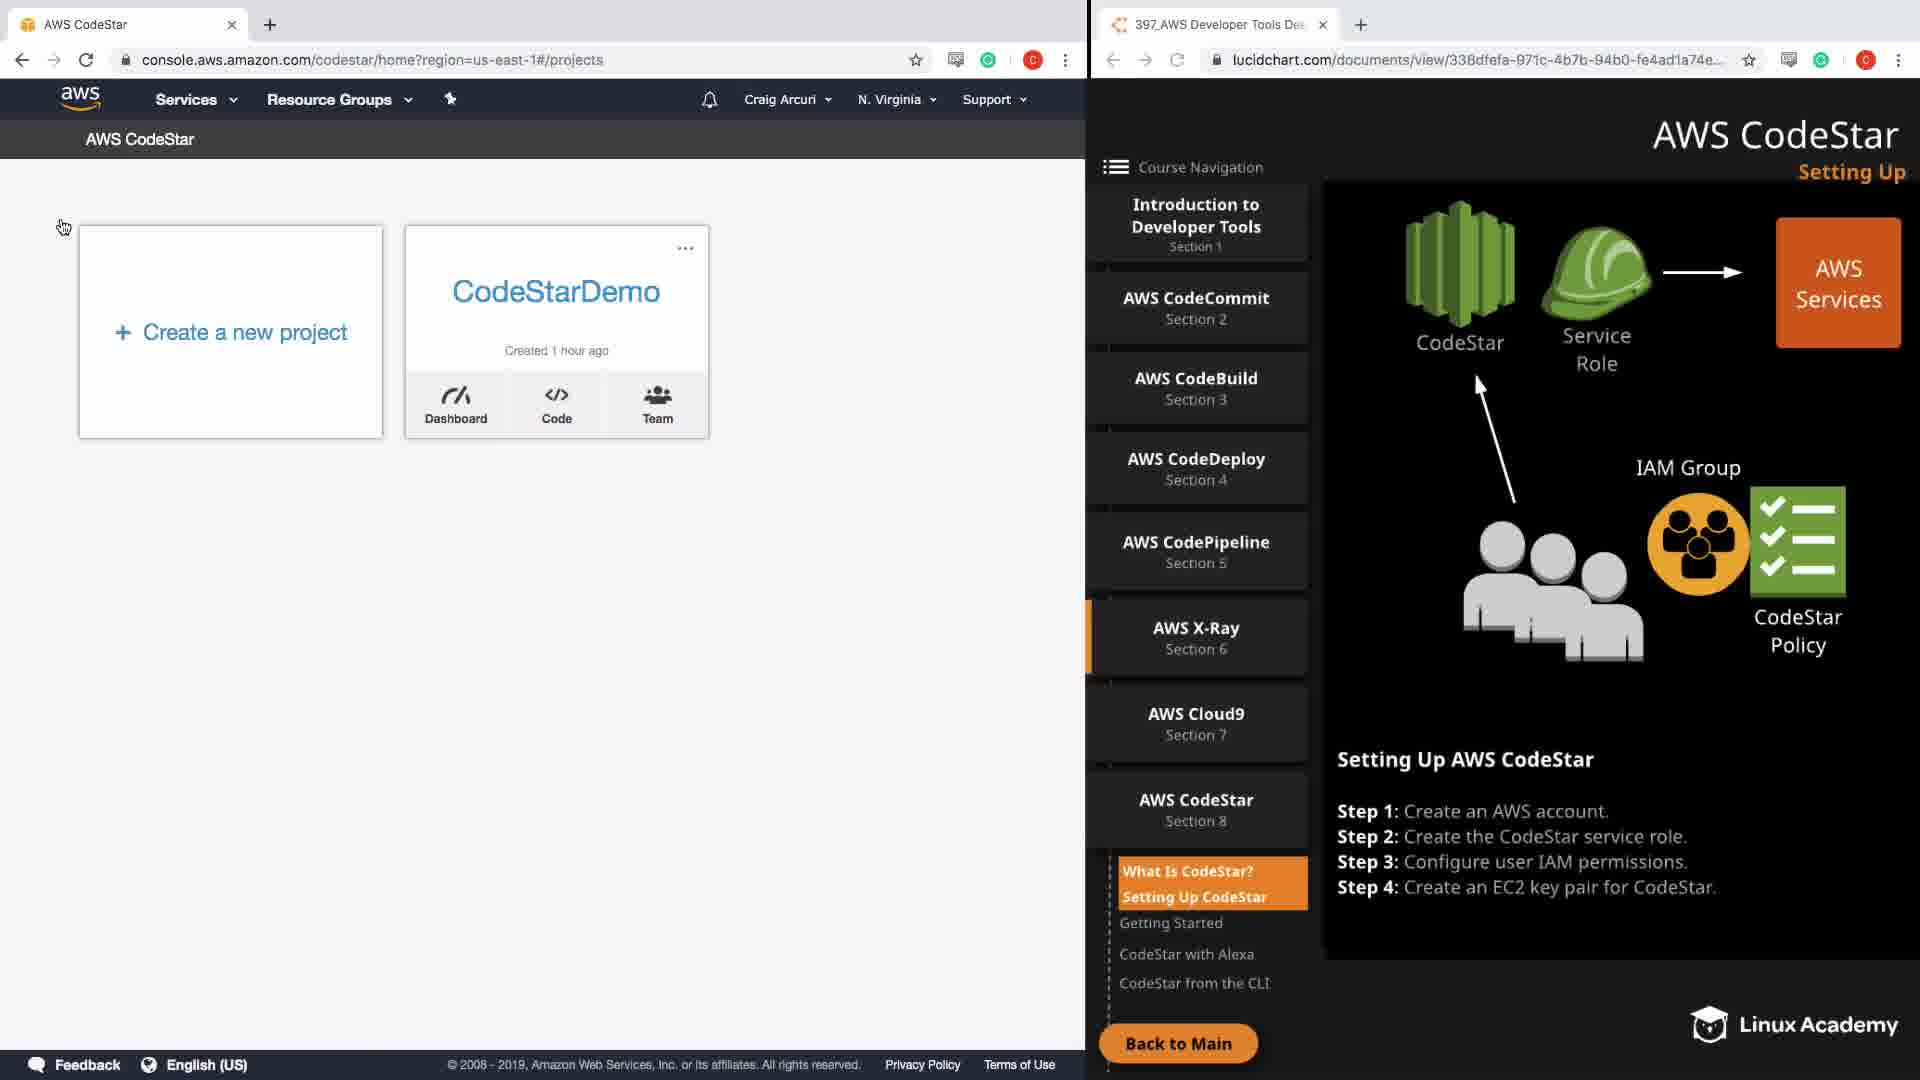 AWS CodeStar
console.aws.amazon.com/codestar/home?region=us-east-1#/projects
aws
Services
Resource Groups
Craig Arcuri
N. Virginia
Support
AWS CodeStar
+ Create a new project
CodeStarDemo
Created 1 hour ago
Dashboard
Code
Team
Feedback
English (US)
© 2008 - 2019, Amazon Web Services, Inc. or its affiliates. All rights reserved.
Privacy Policy
Terms of Use
397_AWS Developer Tools De
C
lucidchart.com/documents/view/338dfefa-971c-4b7b-94b0-fe4ad1a74e...
C
AWS CodeStar
Setting Up
Course Navigation
Introduction to
Developer Tools
Section 1
AWS CodeCommit
Section 2
AWS CodeBuild
Section 3
AWS CodeDeploy
Section 4
AWS CodePipeline
Section 5
AWS X-Ray
Section 6
AWS Cloud9
Section 7
AWS CodeStar
Section 8
What Is CodeStar?
Setting Up CodeStar
Getting Started
CodeStar with Alexa
CodeStar from the CLI
Back to Main
CodeStar
Service
Role
AWS
Services
IAM Group
CodeStar
Policy
Setting Up AWS CodeStar
Step 1: Create an AWS account.
Step 2: Create the CodeStar service role.
Step 3: Configure user IAM permissions.
Step 4: Create an EC2 key pair for CodeStar.
Linux Academy